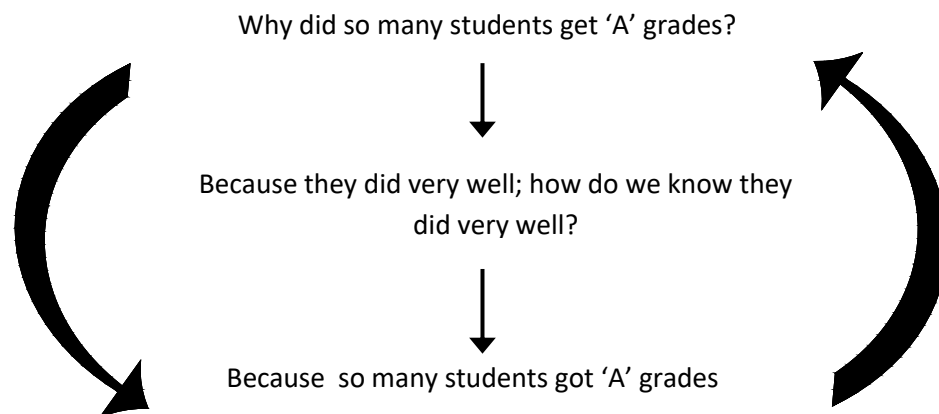 Why did so many students get ‘A’ grades?
Because they did very well; how do we know they
did very well?
Because  so many students got ‘A’ grades